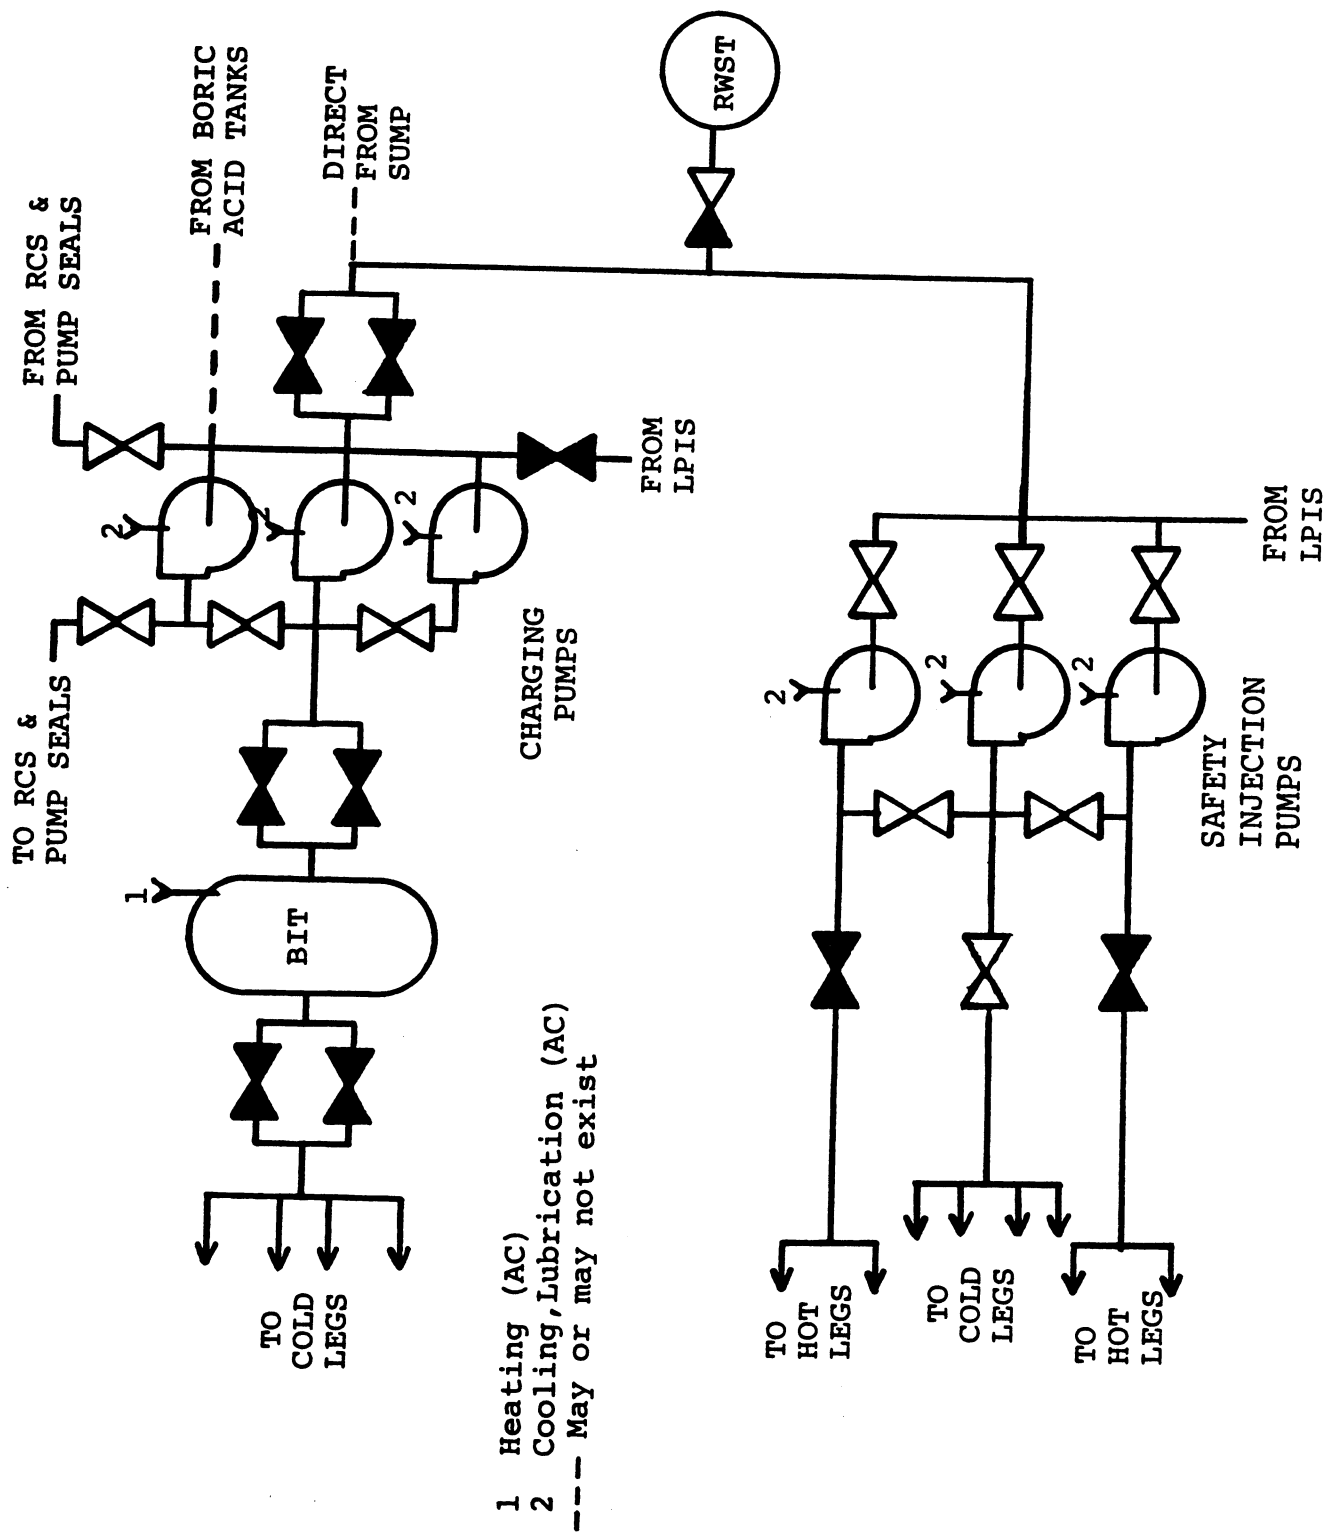 TO RCS &
PUMP SEALS
FROM RCS &
PUMP SEALS
FROM BORIC
ACID TANKS
DIRECT
FROM
SUMP
RWST
2
2
2
1
BIT
CHARGING
PUMPS
FROM
LPIS
TO
COLD
LEGS
1 Heating (AC)
2 Cooling,Lubrication (AC)
--- May or may not exist
2
2
2
FROM
LPIS
SAFETY
INJECTION
PUMPS
TO
HOT
LEGS
TO
COLD
LEGS
TO
HOT
LEGS